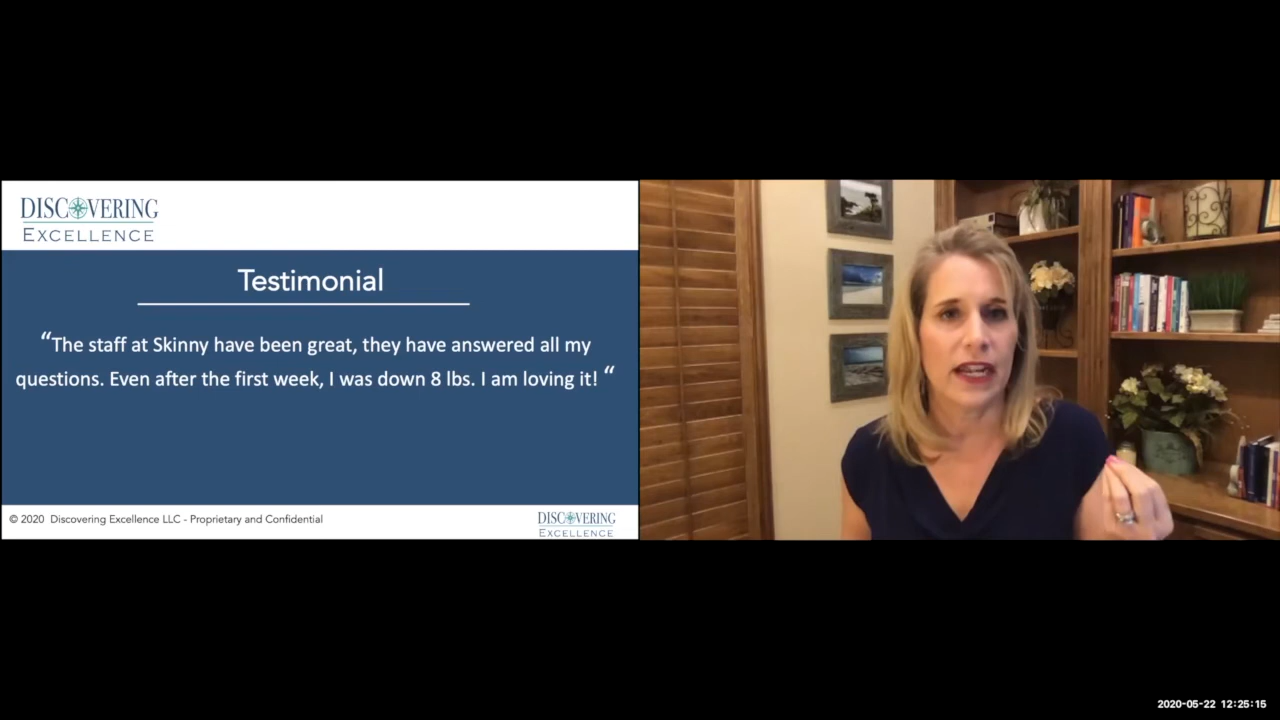 DISCOVERING
EXCELLENCE
Testimonial
“The staff at Skinny have been great, they have answered all my
questions. Even after the first week, I was down 8 lbs. I am loving it! “
© 2020 Discovering Excellence LLC - Proprietary and Confidential
DISCOVERING
EXCELLENCE
2020-05-22 12:25:15